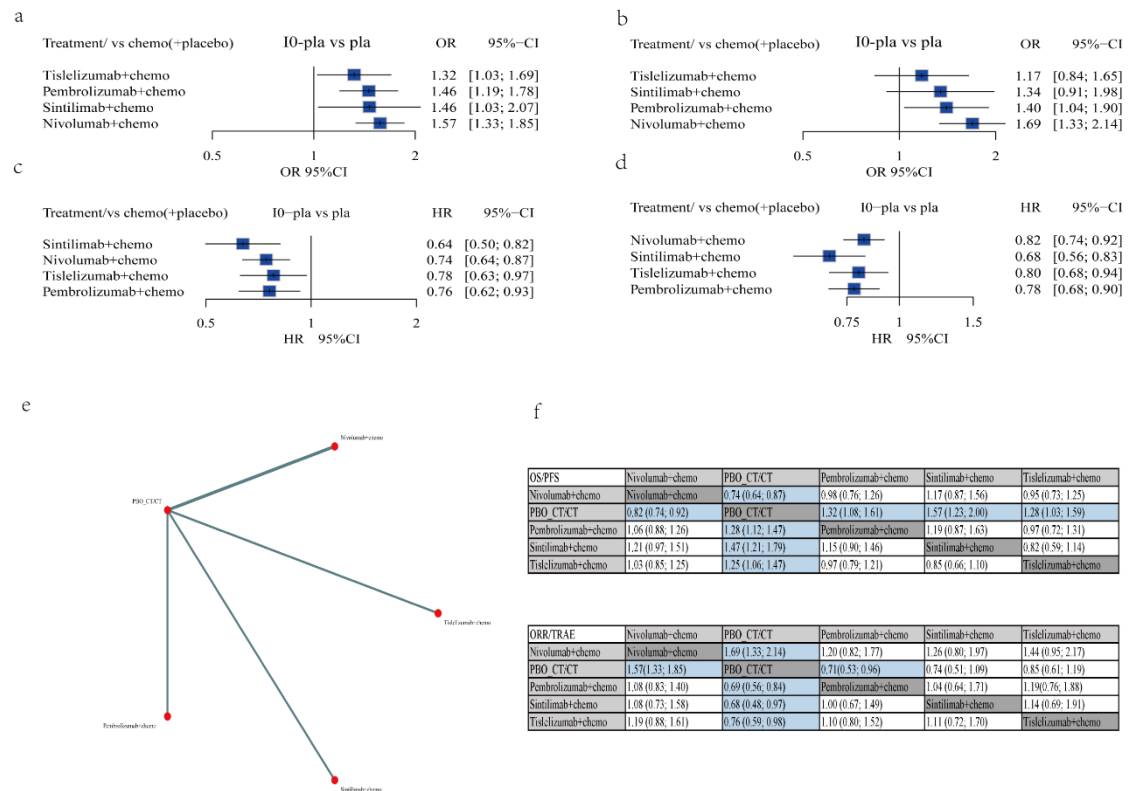 a
Treatment/ vs chemo(+placebo) I0-pla vs pla OR 95%-CI
Tislelizumab+chemo 1.32 [1.03; 1.69]
Pembrolizumab+chemo 1.46 [1.19; 1.78]
Sintilimab+chemo 1.46 [1.03; 2.07]
Nivolumab+chemo 1.57 [1.33; 1.85]
0.5 1 2
OR 95%CI
b
Treatment/ vs chemo(+placebo) I0-pla vs pla OR 95%-CI
Tislelizumab+chemo 1.17 [0.84; 1.65]
Sintilimab+chemo 1.34 [0.91; 1.98]
Pembrolizumab+chemo 1.40 [1.04; 1.90]
Nivolumab+chemo 1.69 [1.33; 2.14]
0.5 1 2
OR 95%CI
c
Treatment/vs chemo(+placebo) I0-pla vs pla HR 95%-CI
Sintilimab+chemo 0.64 [0.50; 0.82]
Nivolumab+chemo 0.74 [0.64; 0.87]
Tislelizumab+chemo 0.78 [0.63; 0.97]
Pembrolizumab+chemo 0.76 [0.62; 0.93]
0.5 1 2
HR 95%CI
d
Treatment/vs chemo(+placebo) I0-pla vs pla HR 95%-CI
Nivolumab+chemo 0.82 [0.74; 0.92]
Sintilimab+chemo 0.68 [0.56; 0.83]
Tislelizumab+chemo 0.80 [0.68; 0.94]
Pembrolizumab+chemo 0.78 [0.68; 0.90]
0.75 1 1.5
HR 95%CI
e
Nivolumab+chemo
PBO_CT/CT
Tislelizumab+chemo
Pembrolizumab+chemo
Sintilimab+chemo
f
OS/PFS Nivolumab+chemo PBO_CT/CT Pembrolizumab+chemo Sintilimab+chemo Tislelizumab+chemo
Nivolumab+chemo Nivolumab+chemo 0.74 (0.64; 0.87) 0.98 (0.76; 1.26) 1.17 (0.87; 1.56) 0.95 (0.73; 1.25)
PBO_CT/CT 0.82 (0.74; 0.92) PBO_CT/CT 1.32 (1.08; 1.61) 1.57 (1.23; 2.00) 1.28 (1.03; 1.59)
Pembrolizumab+chemo 1.06 (0.88; 1.26) 1.28 (1.12; 1.47) Pembrolizumab+chemo 1.19 (0.87; 1.63) 0.97 (0.72; 1.31)
Sintilimab+chemo 1.21 (0.97; 1.51) 1.47 (1.21; 1.79) 1.15 (0.90; 1.46) Sintilimab+chemo 0.82 (0.59; 1.14)
Tislelizumab+chemo 1.03 (0.85; 1.25) 1.25 (1.06; 1.47) 0.97 (0.79; 1.21) 0.85 (0.66; 1.10) Tislelizumab+chemo
ORR/TRAE Nivolumab+chemo PBO_CT/CT Pembrolizumab+chemo Sintilimab+chemo Tislelizumab+chemo
Nivolumab+chemo Nivolumab+chemo 1.69 (1.33; 2.14) 1.20 (0.82; 1.77) 1.26 (0.80; 1.97) 1.44 (0.95; 2.17)
PBO_CT/CT 1.57(1.33; 1.85) PBO_CT/CT 0.71(0.53; 0.96) 0.74 (0.51; 1.09) 0.85 (0.61; 1.19)
Pembrolizumab+chemo 1.08 (0.83; 1.40) 0.69 (0.56; 0.84) Pembrolizumab+chemo 1.04 (0.64; 1.71) 1.19(0.76; 1.88)
Sintilimab+chemo 1.08 (0.73; 1.58) 0.68 (0.48; 0.97) 1.00 (0.67; 1.49) Sintilimab+chemo 1.14 (0.69; 1.91)
Tislelizumab+chemo 1.19 (0.88; 1.61) 0.76 (0.59; 0.98) 1.10 (0.80; 1.52) 1.11 (0.72; 1.70) Tislelizumab+chemo